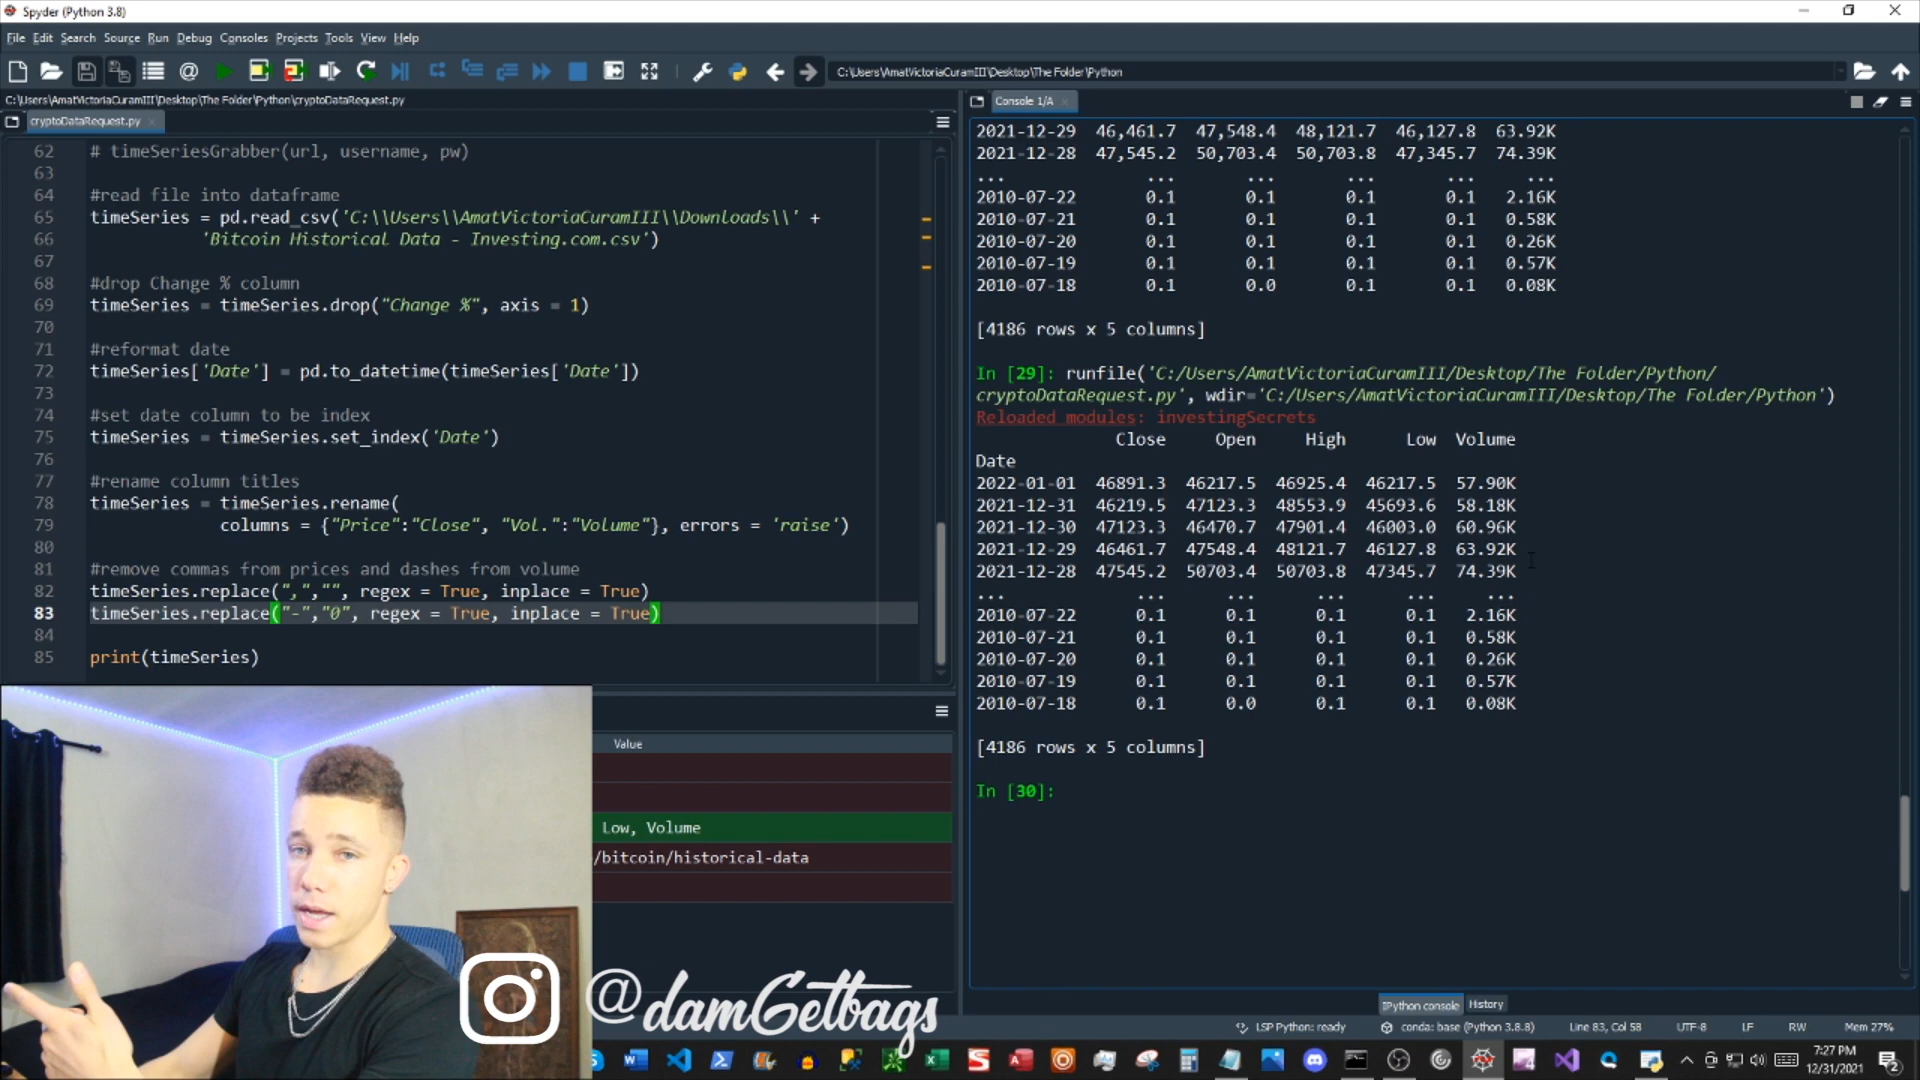 Spyder (Python 3.8)
File Edit Search Source Run Debug Consoles Projects Tools View Help
C:\Users\AmatVictoriaCuramIII\Desktop\The Folder\Python
C:\Users\AmatVictoriaCuramIII\Desktop\The Folder\Python\cryptoDataRequest.py
cryptoDataRequest.py
62 # timeSeriesGrabber(url, username, pw)
63
64 #read file into dataframe
65 timeSeries = pd.read_csv('C:\\Users\\AmatVictoriaCuramIII\\Downloads\\' +
66 'Bitcoin Historical Data - Investing.com.csv')
67
68 #drop Change % column
69 timeSeries = timeSeries.drop("Change %", axis = 1)
70
71 #reformat date
72 timeSeries['Date'] = pd.to_datetime(timeSeries['Date'])
73
74 #set date column to be index
75 timeSeries = timeSeries.set_index('Date')
76
77 #rename column titles
78 timeSeries = timeSeries.rename(
79 columns = {"Price":"Close", "Vol.":"Volume"}, errors = 'raise')
80
81 #remove commas from prices and dashes from volume
82 timeSeries.replace(",","", regex = True, inplace = True)
83 timeSeries.replace("-","0", regex = True, inplace = True)
84
85 print(timeSeries)
Value
Low, Volume
/bitcoin/historical-data
@damGetbags
Console 1/A
2021-12-29 46,461.7 47,548.4 48,121.7 46,127.8 63.92K
2021-12-28 47,545.2 50,703.4 50,703.8 47,345.7 74.39K
... ... ... ... ... ...
2010-07-22 0.1 0.1 0.1 0.1 2.16K
2010-07-21 0.1 0.1 0.1 0.1 0.58K
2010-07-20 0.1 0.1 0.1 0.1 0.26K
2010-07-19 0.1 0.1 0.1 0.1 0.57K
2010-07-18 0.1 0.0 0.1 0.1 0.08K
[4186 rows x 5 columns]
In [29]: runfile('C:/Users/AmatVictoriaCuramIII/Desktop/The Folder/Python/
cryptoDataRequest.py', wdir='C:/Users/AmatVictoriaCuramIII/Desktop/The Folder/Python')
Reloaded modules: investingSecrets
Close Open High Low Volume
Date
2022-01-01 46891.3 46217.5 46925.4 46217.5 57.90K
2021-12-31 46219.5 47123.3 48553.9 45693.6 58.18K
2021-12-30 47123.3 46470.7 47901.4 46003.0 60.96K
2021-12-29 46461.7 47548.4 48121.7 46127.8 63.92K
2021-12-28 47545.2 50703.4 50703.8 47345.7 74.39K
... ... ... ... ... ...
2010-07-22 0.1 0.1 0.1 0.1 2.16K
2010-07-21 0.1 0.1 0.1 0.1 0.58K
2010-07-20 0.1 0.1 0.1 0.1 0.26K
2010-07-19 0.1 0.1 0.1 0.1 0.57K
2010-07-18 0.1 0.0 0.1 0.1 0.08K
[4186 rows x 5 columns]
In [30]:
IPython console History
LSP Python: ready conda: base (Python 3.8.8) Line 83, Col 58 UTF-8 LF RW Mem 27%
7:27 PM
12/31/2021
2